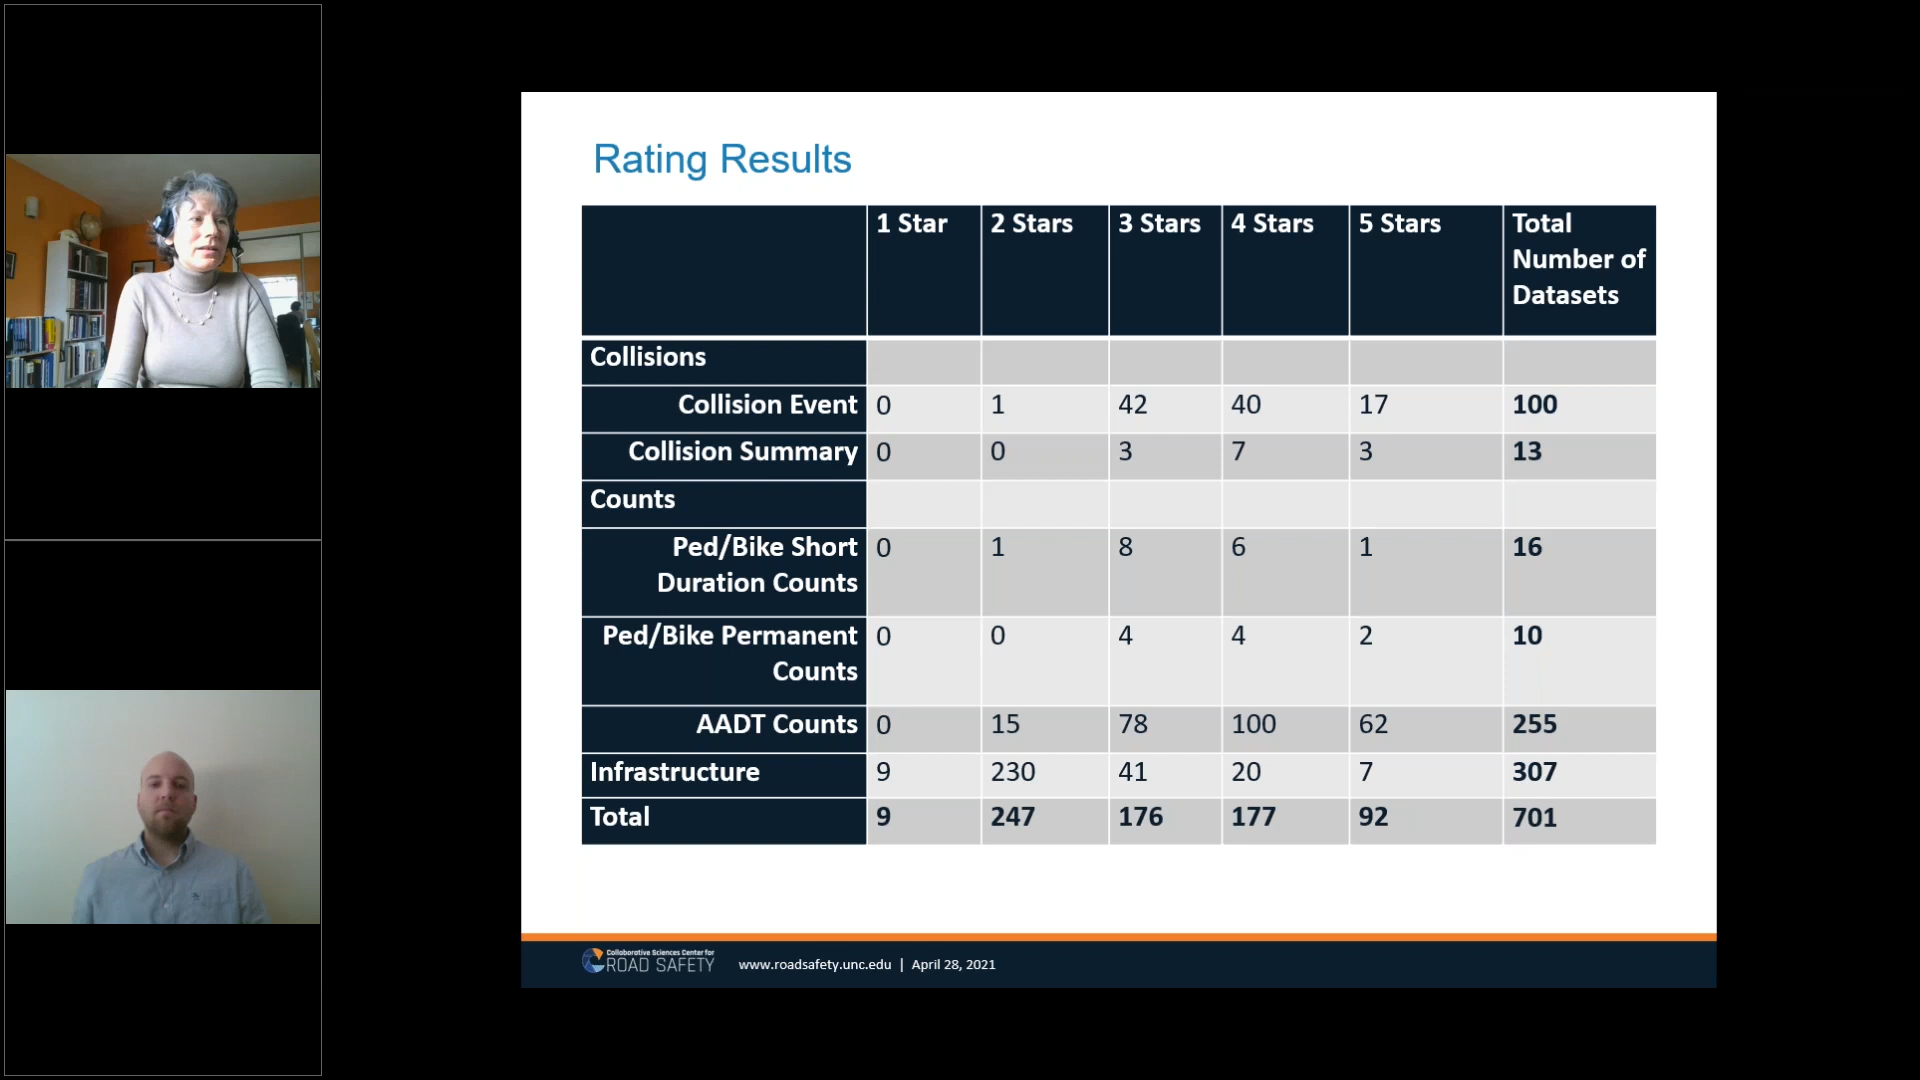 Rating Results
1 Star 2 Stars 3 Stars 4 Stars 5 Stars Total
Number of
Datasets
Collisions
Collision Event 0 1 42 40 17 100
Collision Summary 0 0 3 7 3 13
Counts
Ped/Bike Short 0 1 8 6 1 16
Duration Counts
Ped/Bike Permanent 0 0 4 4 2 10
Counts
AADT Counts 0 15 78 100 62 255
Infrastructure 9 230 41 20 7 307
Total 9 247 176 177 92 701
Collaborative Sciences Center for
ROAD SAFETY
www.roadsafety.unc.edu | April 28, 2021